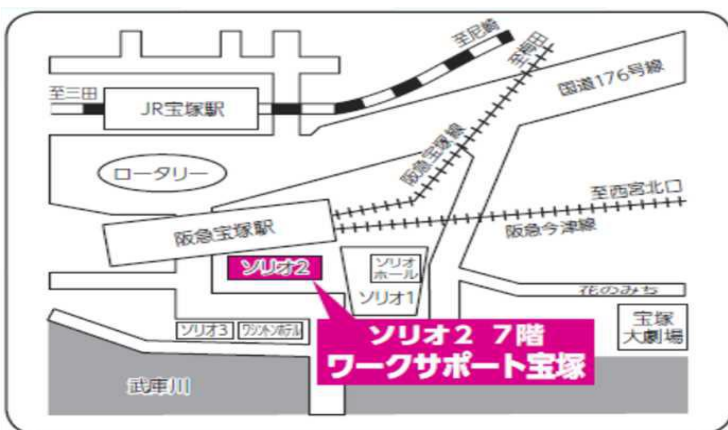 至尼崎
至梅田
国道176号線
至三田
JR宝塚駅
阪急宝塚線
ロータリー
至西宮北口
阪急宝塚駅
阪急今津線
ソリオ2
ソリオ
ホール
ソリオ1
花のみち
ソリオ3
ワシントンホテル
宝塚
大劇場
ソリオ2 7階
ワークサポート宝塚
武庫川